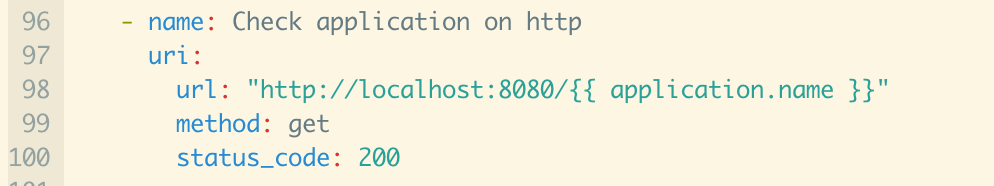 96 - name: Check application on http
97 uri:
98 url: "http://localhost:8080/{{ application.name }}"
99 method: get
100 status_code: 200